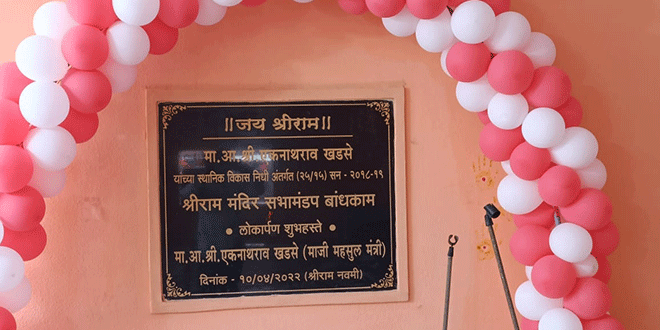 ॥जय श्रीराम॥
मा.आ.श्री.एकनाथराव खडसे
यांच्या स्थानिक विकास निधी अंतर्गत (२५/१५) सन - २०१८-१९
श्रीराम मंदिर सभामंडप बांधकाम
• लोकार्पण शुभहस्ते •
मा.आ.श्री.एकनाथराव खडसे (माजी महसुल मंत्री)
दिनांक - १०/०४/२०२२ (श्रीराम नवमी)